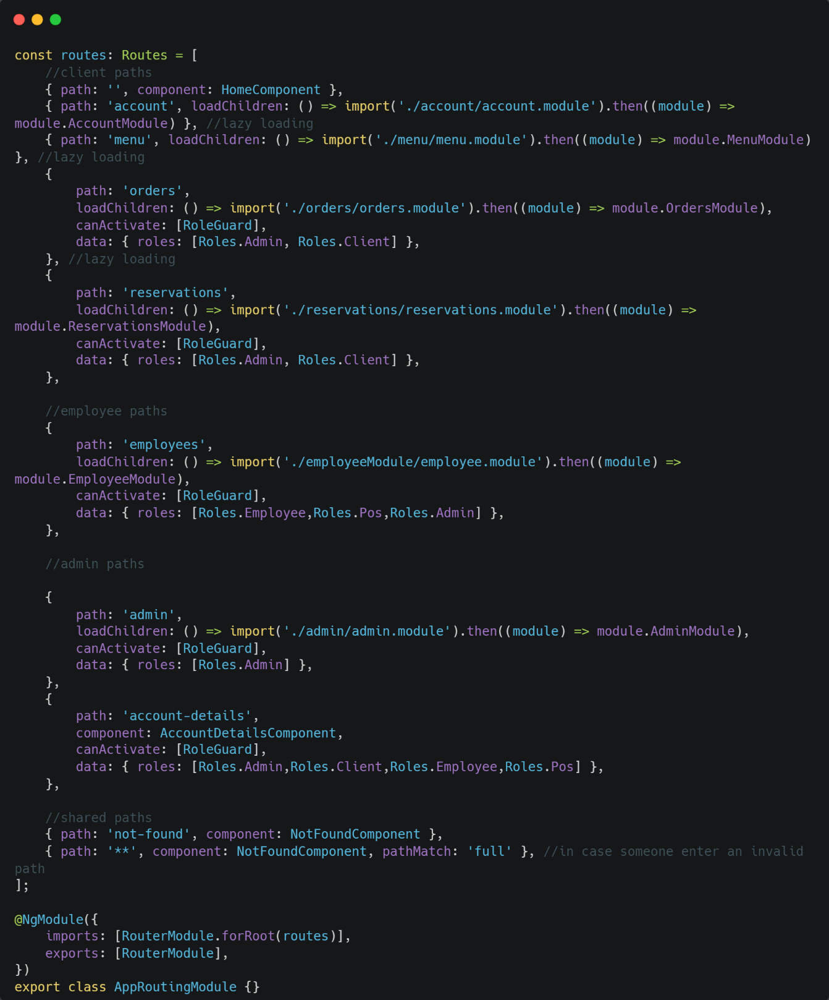 const routes: Routes = [
    //client paths
    { path: '', component: HomeComponent },
    { path: 'account', loadChildren: () => import('./account/account.module').then((module) =>
module.AccountModule) }, //lazy loading
    { path: 'menu', loadChildren: () => import('./menu/menu.module').then((module) => module.MenuModule)
}, //lazy loading
    {
        path: 'orders',
        loadChildren: () => import('./orders/orders.module').then((module) => module.OrdersModule),
        canActivate: [RoleGuard],
        data: { roles: [Roles.Admin, Roles.Client] },
    }, //lazy loading
    {
        path: 'reservations',
        loadChildren: () => import('./reservations/reservations.module').then((module) =>
module.ReservationsModule),
        canActivate: [RoleGuard],
        data: { roles: [Roles.Admin, Roles.Client] },
    },

    //employee paths
    {
        path: 'employees',
        loadChildren: () => import('./employeeModule/employee.module').then((module) =>
module.EmployeeModule),
        canActivate: [RoleGuard],
        data: { roles: [Roles.Employee,Roles.Pos,Roles.Admin] },
    },

    //admin paths

    {
        path: 'admin',
        loadChildren: () => import('./admin/admin.module').then((module) => module.AdminModule),
        canActivate: [RoleGuard],
        data: { roles: [Roles.Admin] },
    },
    {
        path: 'account-details',
        component: AccountDetailsComponent,
        canActivate: [RoleGuard],
        data: { roles: [Roles.Admin,Roles.Client,Roles.Employee,Roles.Pos] },
    },

    //shared paths
    { path: 'not-found', component: NotFoundComponent },
    { path: '**', component: NotFoundComponent, pathMatch: 'full' }, //in case someone enter an invalid
path
];

@NgModule({
    imports: [RouterModule.forRoot(routes)],
    exports: [RouterModule],
})
export class AppRoutingModule {}